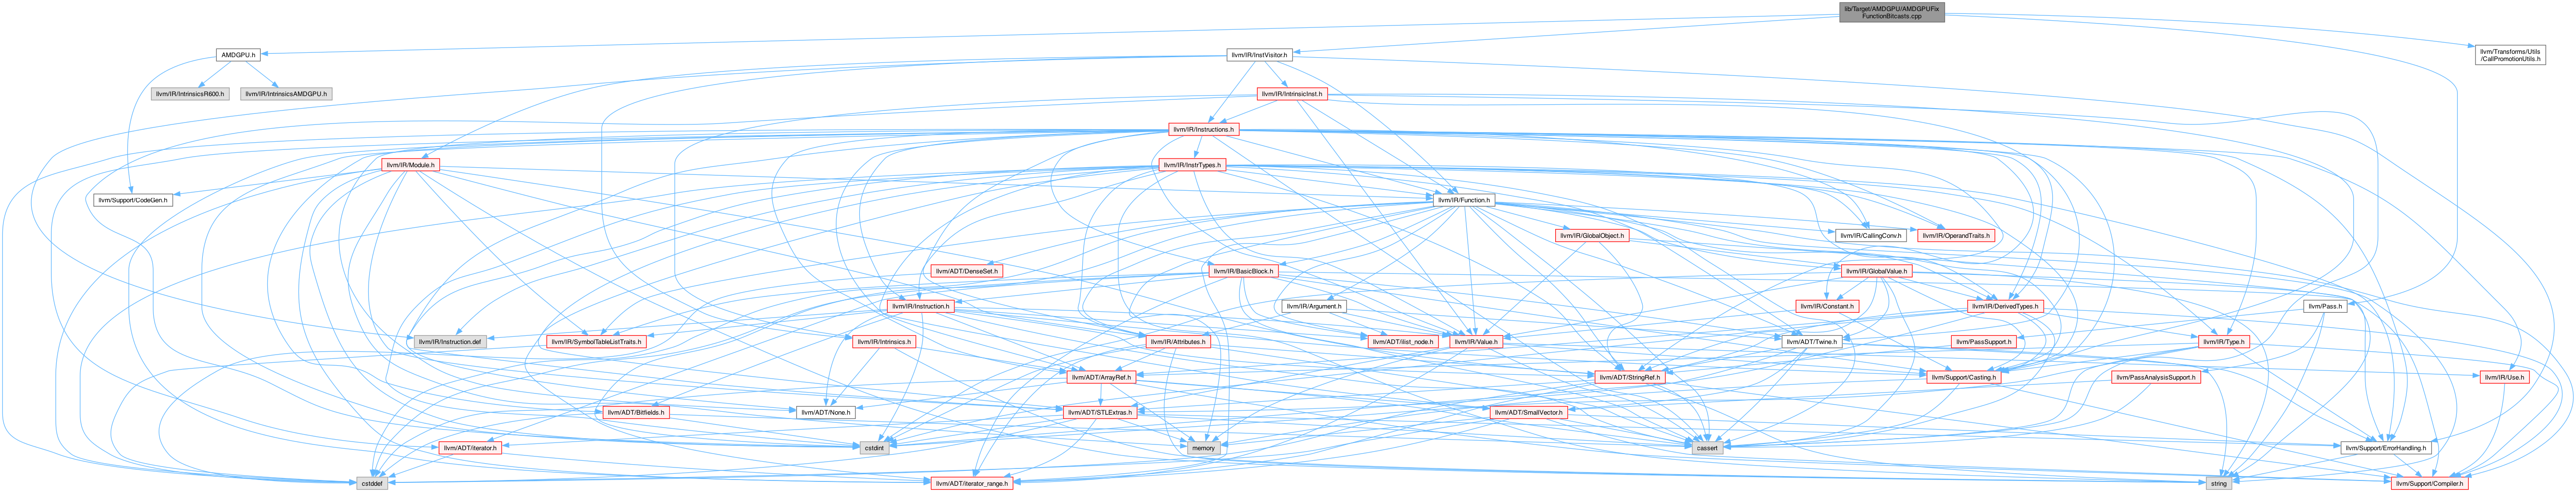 lib/Target/AMDGPU/AMDGPUFix
FunctionBitcasts.cpp
AMDGPU.h
llvm/IR/InstVisitor.h
llvm/Transforms/Utils
/CallPromotionUtils.h
llvm/IR/IntrinsicsR600.h
llvm/IR/IntrinsicsAMDGPU.h
llvm/IR/IntrinsicInst.h
llvm/IR/Instructions.h
llvm/IR/Module.h
llvm/IR/InstrTypes.h
llvm/Support/CodeGen.h
llvm/IR/Function.h
llvm/IR/GlobalObject.h
llvm/IR/CallingConv.h
llvm/IR/OperandTraits.h
llvm/ADT/DenseSet.h
llvm/IR/BasicBlock.h
llvm/IR/GlobalValue.h
llvm/IR/Instruction.h
llvm/IR/Argument.h
llvm/IR/Constant.h
llvm/IR/DerivedTypes.h
llvm/Pass.h
llvm/IR/Instruction.def
llvm/IR/SymbolTableListTraits.h
llvm/IR/Intrinsics.h
llvm/IR/Attributes.h
llvm/ADT/ilist_node.h
llvm/IR/Value.h
llvm/ADT/Twine.h
llvm/PassSupport.h
llvm/IR/Type.h
llvm/ADT/ArrayRef.h
llvm/ADT/StringRef.h
llvm/Support/Casting.h
llvm/PassAnalysisSupport.h
llvm/IR/Use.h
llvm/ADT/Bitfields.h
llvm/ADT/None.h
llvm/ADT/STLExtras.h
llvm/ADT/SmallVector.h
llvm/ADT/iterator.h
cstdint
memory
cassert
llvm/Support/ErrorHandling.h
cstddef
llvm/ADT/iterator_range.h
string
llvm/Support/Compiler.h